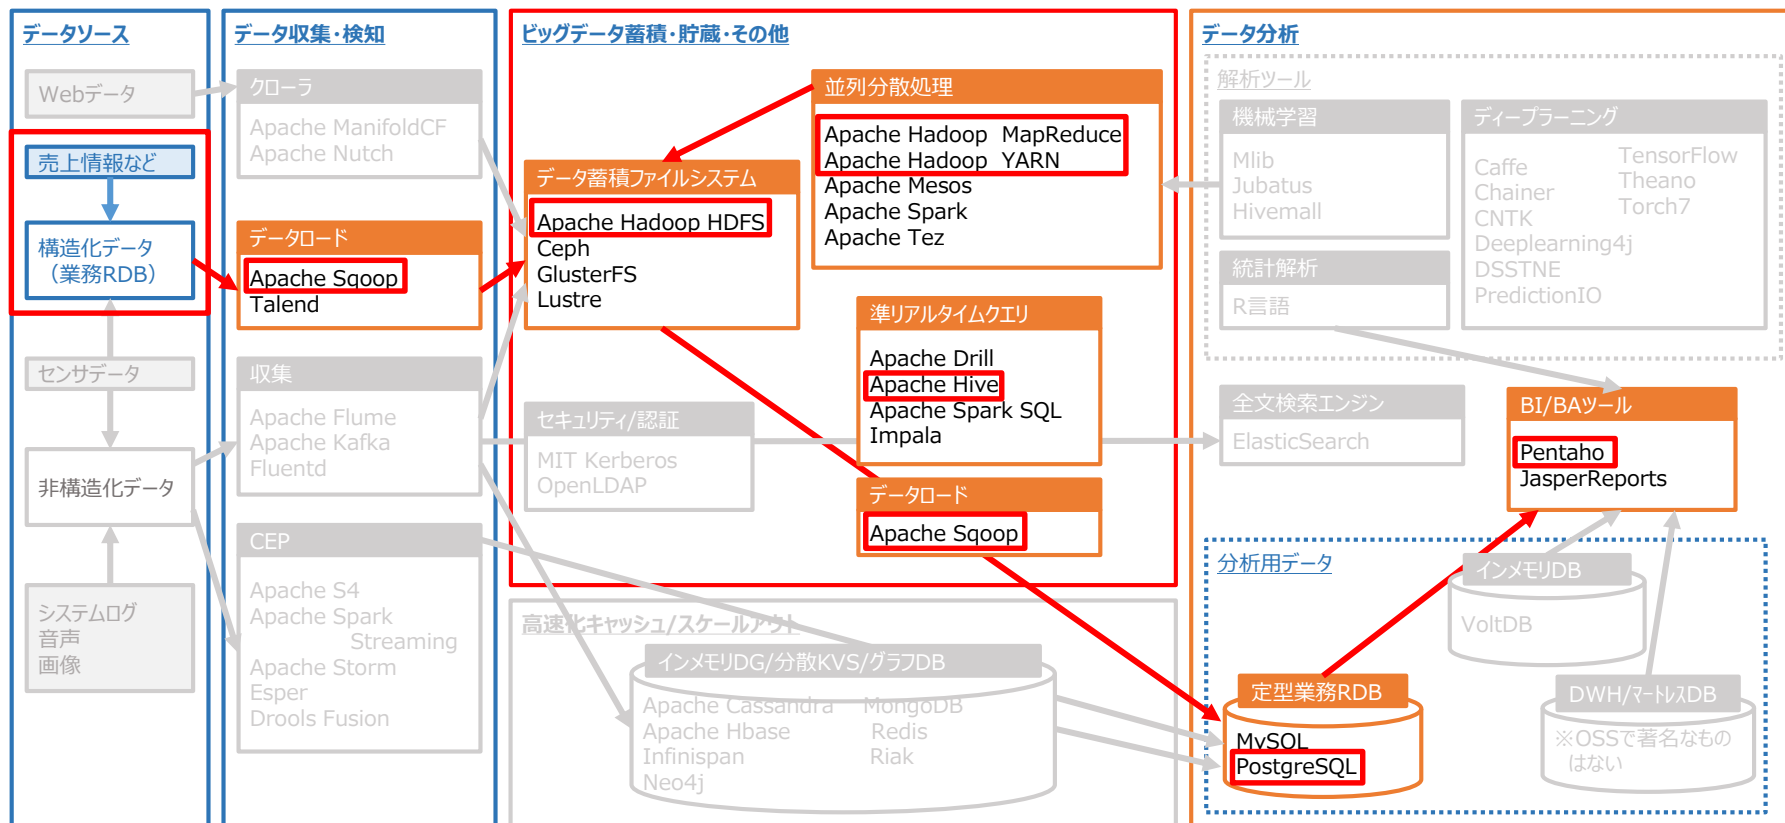 データソース
Webデータ
売上情報など
構造化データ
（業務RDB）
センサデータ
非構造化データ
システムログ
音声
画像
データ収集・検知
クローラ
Apache ManifoldCF
Apache Nutch
データロード
Apache Sqoop
Talend
収集
Apache Flume
Apache Kafka
Fluentd
CEP
Apache S4
Apache Spark
Streaming
Apache Storm
Esper
Drools Fusion
ビッグデータ蓄積・貯蔵・その他
データ蓄積ファイルシステム
Apache Hadoop HDFS
Ceph
GlusterFS
Lustre
並列分散処理
Apache Hadoop MapReduce
Apache Hadoop YARN
Apache Mesos
Apache Spark
Apache Tez
準リアルタイムクエリ
Apache Drill
Apache Hive
Apache Spark SQL
Impala
セキュリティ/認証
MIT Kerberos
OpenLDAP
データロード
Apache Sqoop
高速化キャッシュ/スケールアウト
インメモリDG/分散KVS/グラフDB
Apache Cassandra
Apache Hbase
Infinispan
Neo4j
MongoDB
Redis
Riak
データ分析
解析ツール
機械学習
Mlib
Jubatus
Hivemall
統計解析
R言語
ディープラーニング
Caffe
Chainer
CNTK
Deeplearning4j
DSSTNE
PredictionIO
TensorFlow
Theano
Torch7
全文検索エンジン
ElasticSearch
BI/BAツール
Pentaho
JasperReports
分析用データ
インメモリDB
VoltDB
定型業務RDB
MySQL
PostgreSQL
DWH/マートレスDB
※OSSで著名なもの
はない